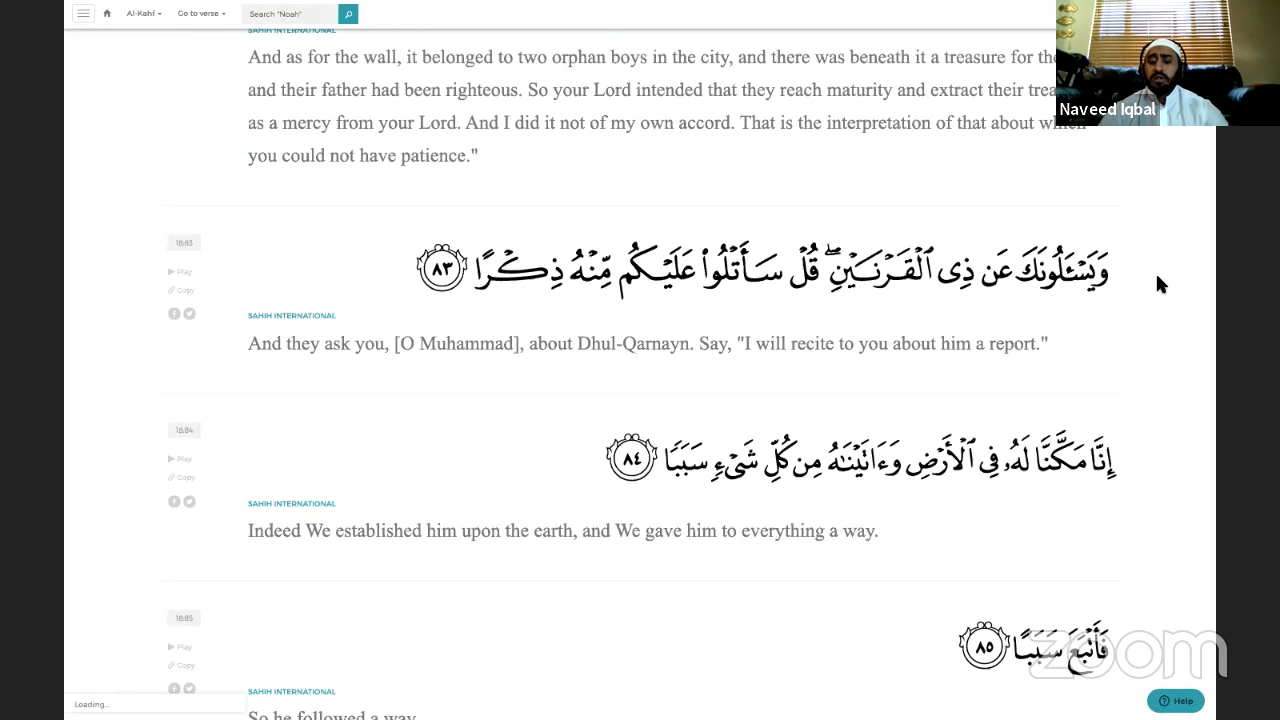 Al-Kahf
Go to verse
Search "Noah"
SAHIH INTERNATIONAL
And as for the wall, it belonged to two orphan boys in the city, and there was beneath it a treasure for
and their father had been righteous. So your Lord intended that they reach maturity and extract their
as a mercy from your Lord. And I did it not of my own accord. That is the interpretation of that about
you could not have patience."
Naveed Iqbal
18:83
وَيَسْـَٔلُونَكَ عَن ذِى ٱلْقَرْنَيْنِ ۖ قُلْ سَأَتْلُوا۟ عَلَيْكُم مِّنْهُ ذِكْرًا ٨٣
Play
Copy
SAHIH INTERNATIONAL
And they ask you, [O Muhammad], about Dhul-Qarnayn. Say, "I will recite to you about him a report."
18:84
إِنَّا مَكَّنَّا لَهُۥ فِى ٱلْأَرْضِ وَءَاتَيْنَـٰهُ مِن كُلِّ شَىْءٍ سَبَبًا ٨٤
Play
Copy
SAHIH INTERNATIONAL
Indeed We established him upon the earth, and We gave him to everything a way.
18:85
فَأَتْبَعَ سَبَبًا ٨٥
Play
Copy
SAHIH INTERNATIONAL
So he followed a way
zoom
Help
Loading...